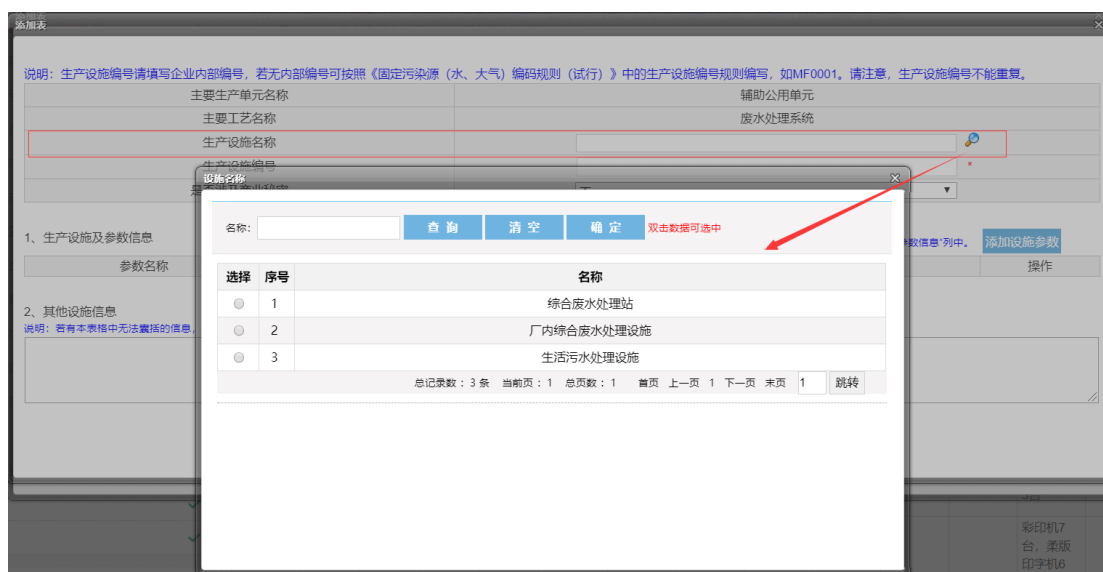 添加表
说明：生产设施编号请填写企业内部编号，若无内部编号可按照《固定污染源（水、大气）编码规则（试行）》中的生产设施编号规则编写，如MF0001。请注意，生产设施编号不能重复。
主要生产单元名称 辅助公用单元
主要工艺名称 废水处理系统
生产设施名称
生产设施编号 *
设施名称
名称： 查 询 清 空 确 定 双击数据可选中
1、生产设施及参数信息 数信息"列中。 添加设施参数
参数名称 操作
选择 序号 名称
1 综合废水处理站
2 厂内综合废水处理设施
3 生活污水处理设施
总记录数：3 条 当前页：1 总页数：1 首页 上一页 1 下一页 末页 1 跳转
2、其他设施信息
说明：若有本表格中无法囊括的信息，
彩印机7
台，柔版
印字机6